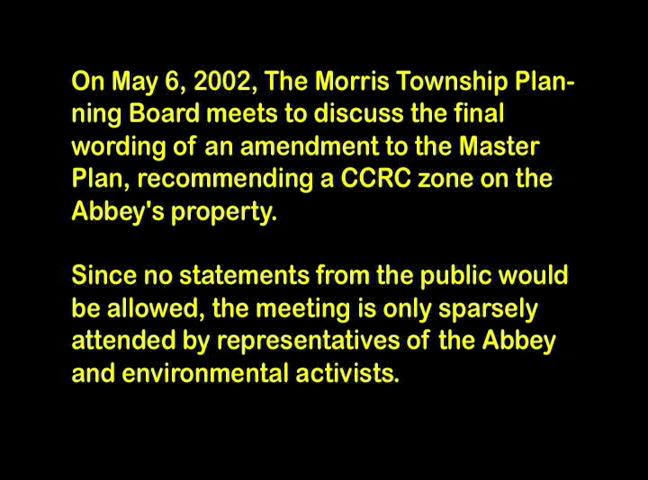 On May 6, 2002, The Morris Township Plan-
ning Board meets to discuss the final
wording of an amendment to the Master
Plan, recommending a CCRC zone on the
Abbey's property.
Since no statements from the public would
be allowed, the meeting is only sparsely
attended by representatives of the Abbey
and environmental activists.